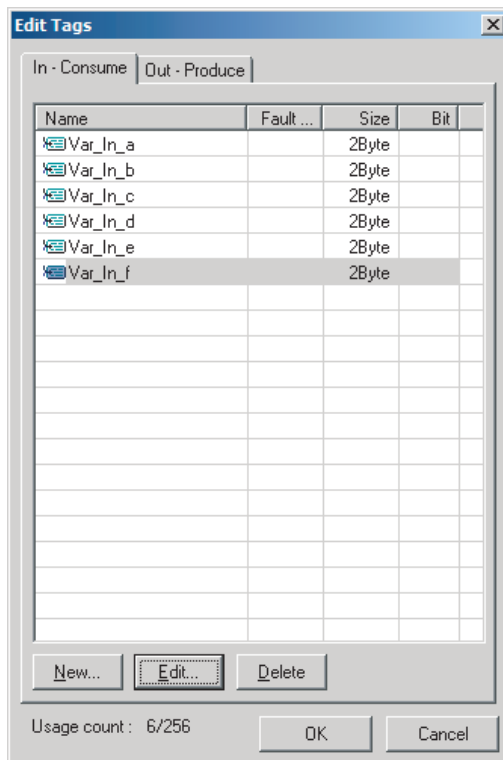 Edit Tags
In - Consume Out - Produce
Name Fault ... Size Bit
Var_In_a 2Byte
Var_In_b 2Byte
Var_In_c 2Byte
Var_In_d 2Byte
Var_In_e 2Byte
Var_In_f 2Byte
New... Edit... Delete
Usage count : 6/256 OK Cancel